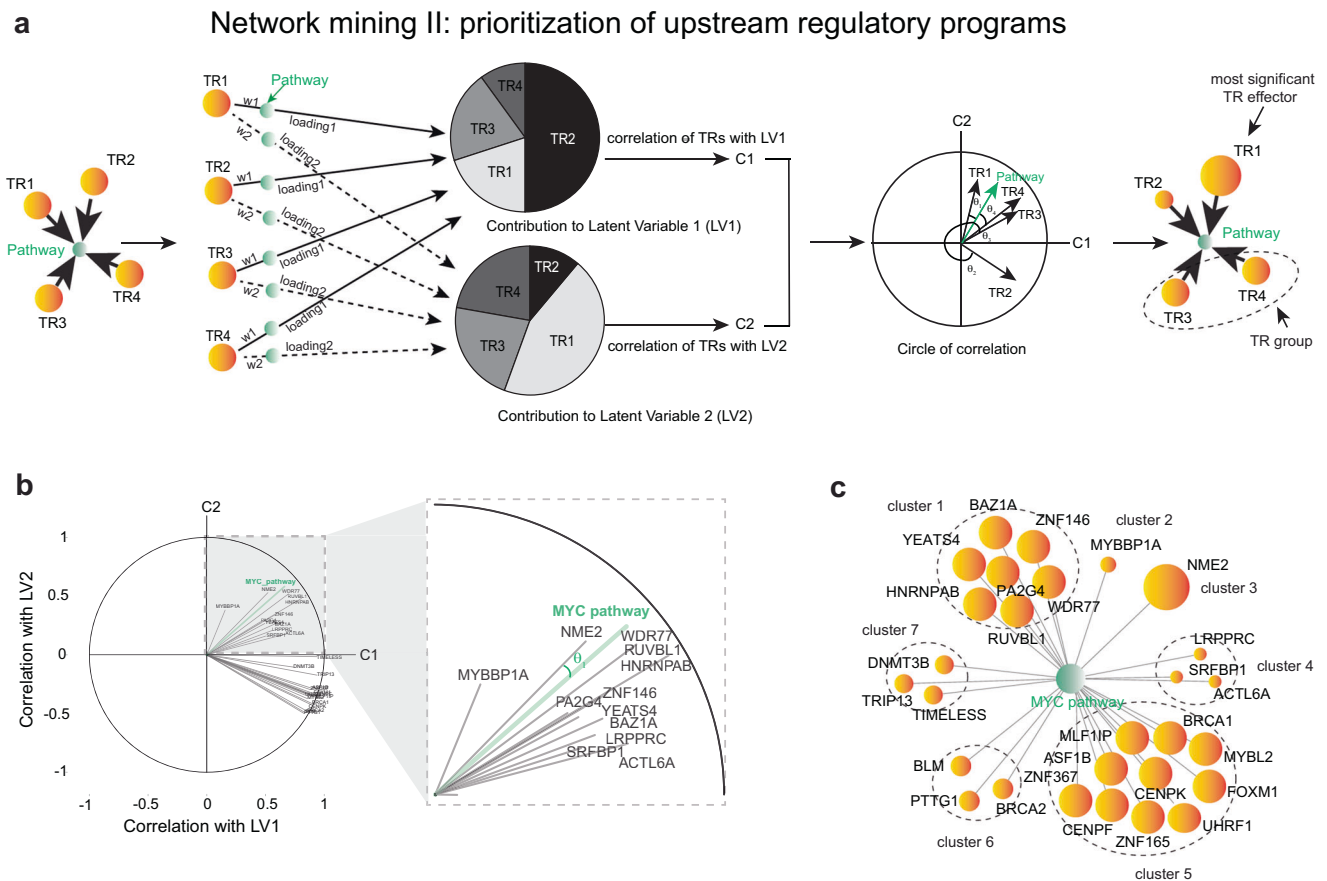 a
Network mining II: prioritization of upstream regulatory programs
TR1
TR2
Pathway
TR3
TR4
TR1
Pathway
w1
loading1
w2
loading2
TR2
w1
loading1
w2
loading2
TR3
w1
loading1
w2
loading2
TR4
w1
loading1
w2
loading2
TR4
TR3
TR2
TR1
Contribution to Latent Variable 1 (LV1)
TR2
TR4
TR3
TR1
Contribution to Latent Variable 2 (LV2)
correlation of TRs with LV1
C1
C2
correlation of TRs with LV2
C2
TR1
Pathway
TR4
TR3
θ1
θ4
θ3
C1
θ2
TR2
Circle of correlation
most significant
TR effector
TR1
TR2
Pathway
TR4
TR3
TR group
b
C2
1
0.5
0
-0.5
-1
Correlation with LV2
MYC_pathway
NME2
WDR77
RUVBL1
HNRNPAB
MYBBP1A
ZNF146
PA2G4
BAZ1A
LRPPRC
SRFBP1
ACTL6A
TIMELESS
C1
DNMT3B
TRIP13
-1
-0.5
0
0.5
1
Correlation with LV1
MYC pathway
NME2
WDR77
RUVBL1
θ1
HNRNPAB
MYBBP1A
ZNF146
PA2G4
YEATS4
BAZ1A
LRPPRC
SRFBP1
ACTL6A
c
cluster 1
BAZ1A
ZNF146
YEATS4
HNRNPAB
PA2G4
WDR77
RUVBL1
cluster 2
MYBBP1A
NME2
cluster 3
LRPPRC
SRFBP1
cluster 4
ACTL6A
cluster 7
DNMT3B
TRIP13
TIMELESS
MYC pathway
BRCA1
MLF1IP
MYBL2
ASF1B
ZNF367
CENPK
FOXM1
CENPF
UHRF1
ZNF165
cluster 5
BLM
PTTG1
BRCA2
cluster 6